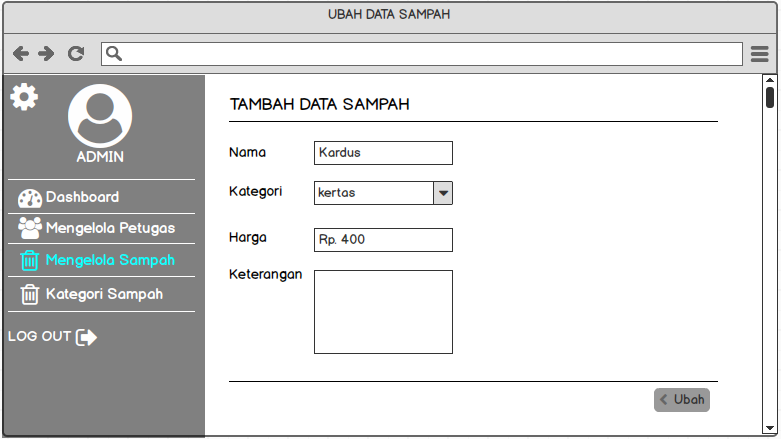 UBAH DATA SAMPAH
ADMIN
Dashboard
Mengelola Petugas
Mengelola Sampah
Kategori Sampah
LOG OUT
TAMBAH DATA SAMPAH
Nama Kardus
Kategori kertas
Harga Rp. 400
Keterangan
Ubah